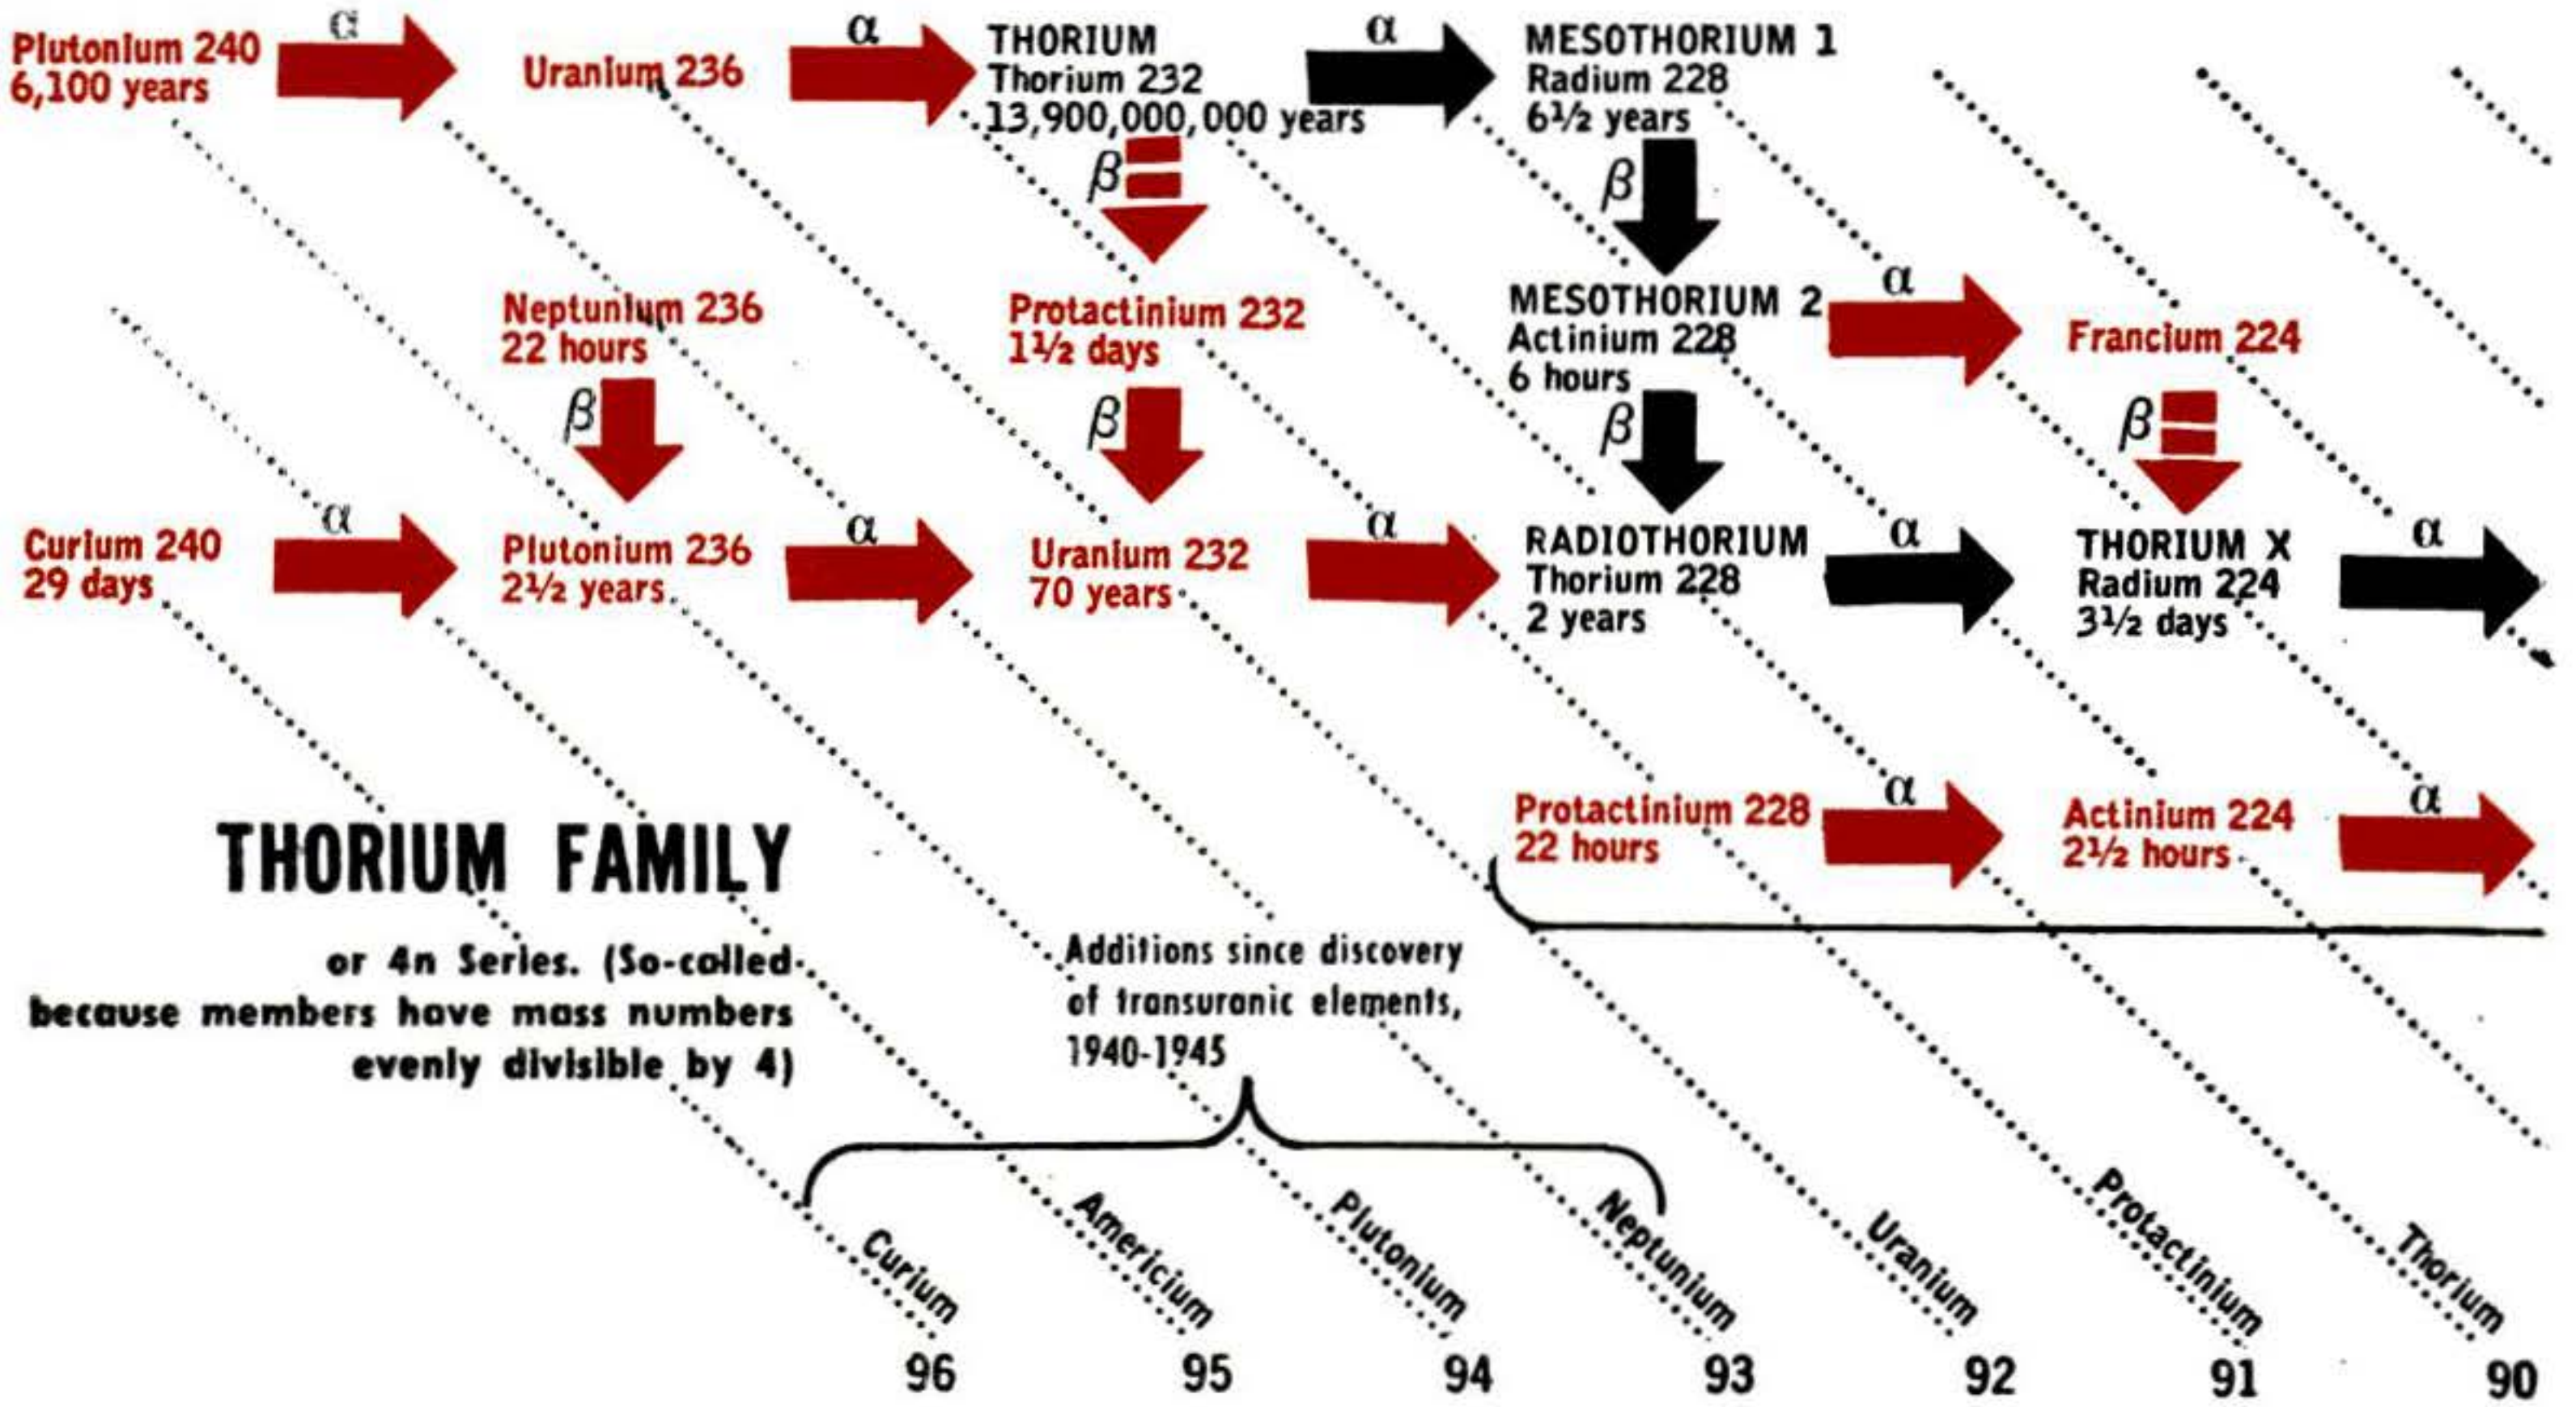 α
α
α
α
Plutonium 240
6,100 years
Uranium 236
THORIUM
Thorium 232
13,900,000,000 years
MESOTHORIUM 1
Radium 228
6½ years
β
β
Neptunium 236
22 hours
Protactinium 232
1½ days
MESOTHORIUM 2
Actinium 228
6 hours
α
Francium 224
β
β
β
β
Curium 240
29 days
α
Plutonium 236
2½ years
α
Uranium 232
70 years
α
RADIOTHORIUM
Thorium 228
2 years
α
THORIUM X
Radium 224
3½ days
α
Protactinium 228
22 hours
α
Actinium 224
2½ hours
α
THORIUM FAMILY
or 4n Series. (So-called
because members have mass numbers
evenly divisible by 4)
Additions since discovery
of transuranic elements,
1940-1945
Curium
Americium
Plutonium
Neptunium
Uranium
Protactinium
Thorium
96
95
94
93
92
91
90